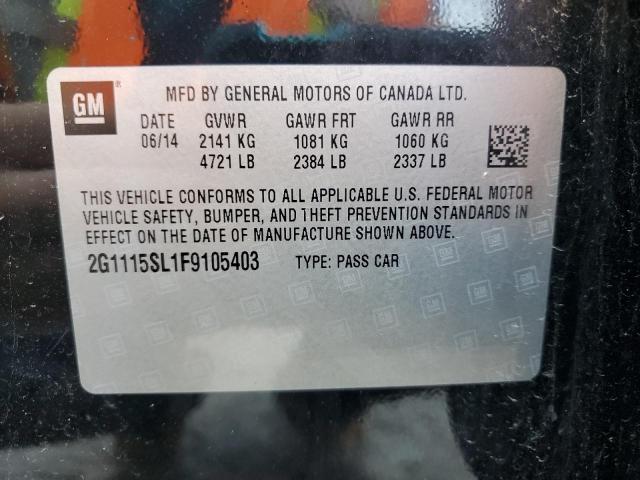 GM
MFD BY GENERAL MOTORS OF CANADA LTD.
DATE GVWR GAWR FRT GAWR RR
06/14 2141 KG 1081 KG 1060 KG
4721 LB 2384 LB 2337 LB
THIS VEHICLE CONFORMS TO ALL APPLICABLE U.S. FEDERAL MOTOR
VEHICLE SAFETY, BUMPER, AND THEFT PREVENTION STANDARDS IN
EFFECT ON THE DATE OF MANUFACTURE SHOWN ABOVE.
2G1115SL1F9105403 TYPE: PASS CAR